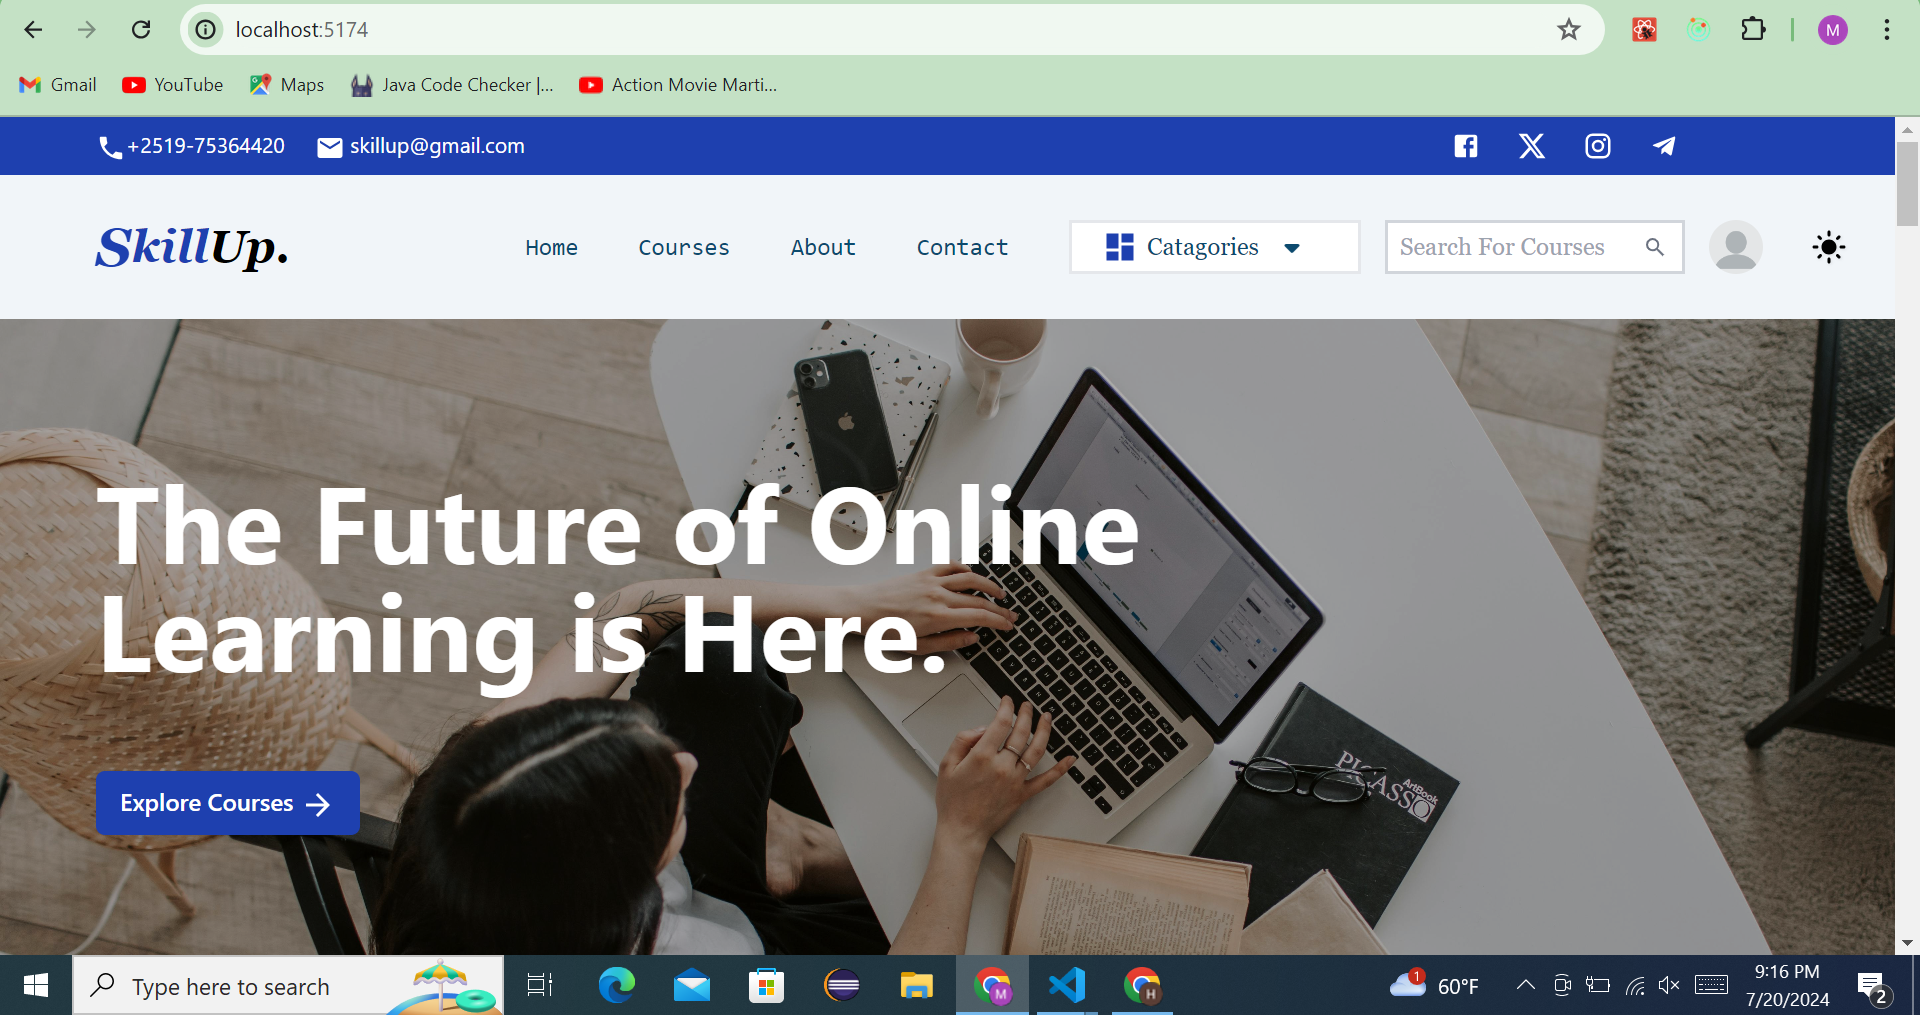 localhost:5174
M
Gmail
YouTube
Maps
Java Code Checker |...
Action Movie Marti...
+2519-75364420
skillup@gmail.com
SkillUp.
Home
Courses
About
Contact
Catagories
Search For Courses
The Future of Online
Learning is Here.
Explore Courses
PICASSO
ArtBook
Type here to search
M
H
1
60°F
9:16 PM
7/20/2024
2